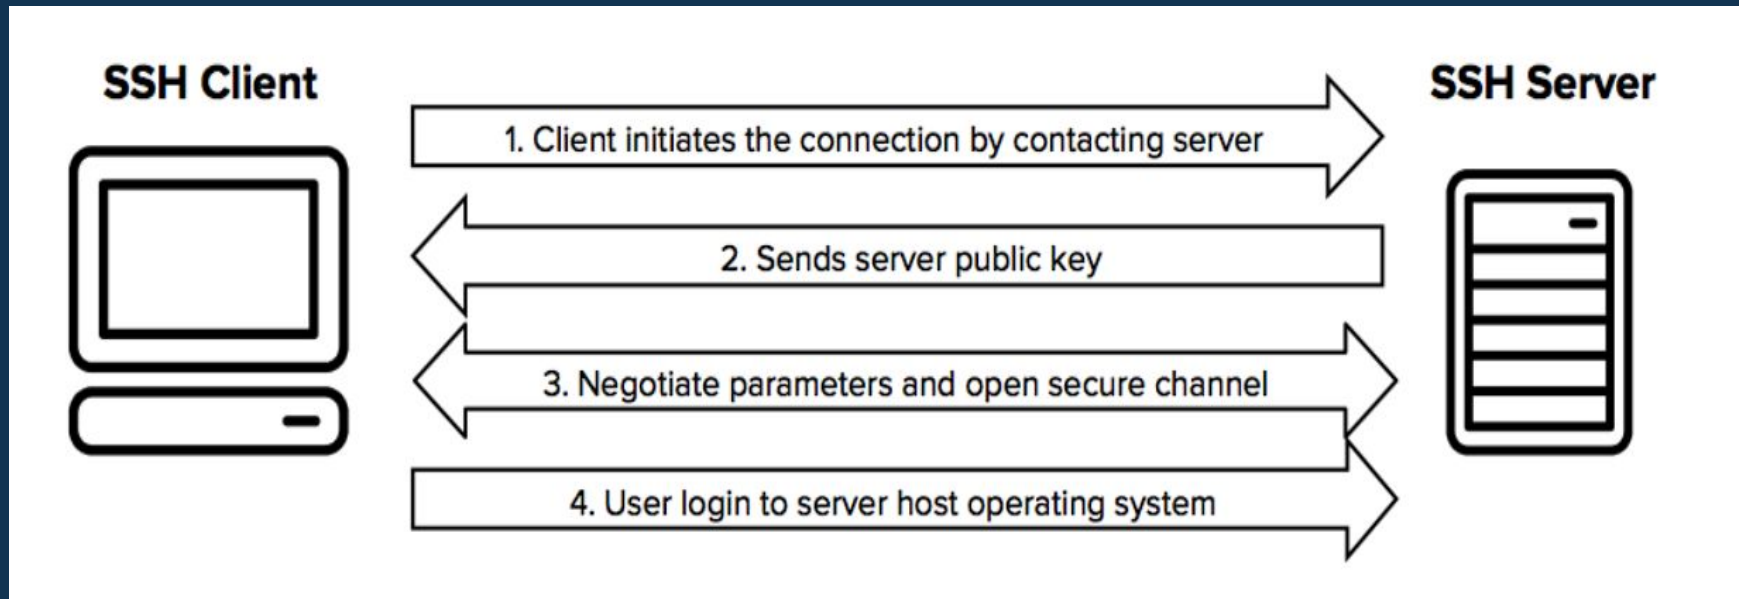 SSH Client
SSH Server
1. Client initiates the connection by contacting server
2. Sends server public key
3. Negotiate parameters and open secure channel
4. User login to server host operating system